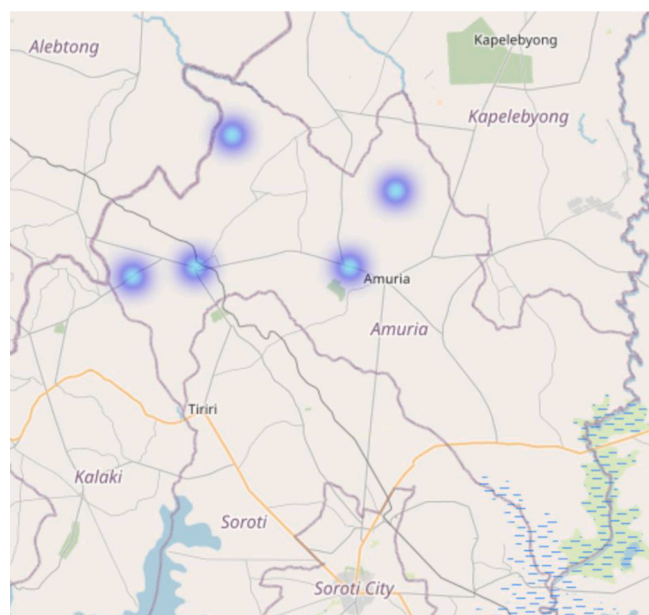 Kapelebyong
Alebtong
Kapelebyong
Amuria
Amuria
Tiriri
Kalaki
Soroti
Soroti City